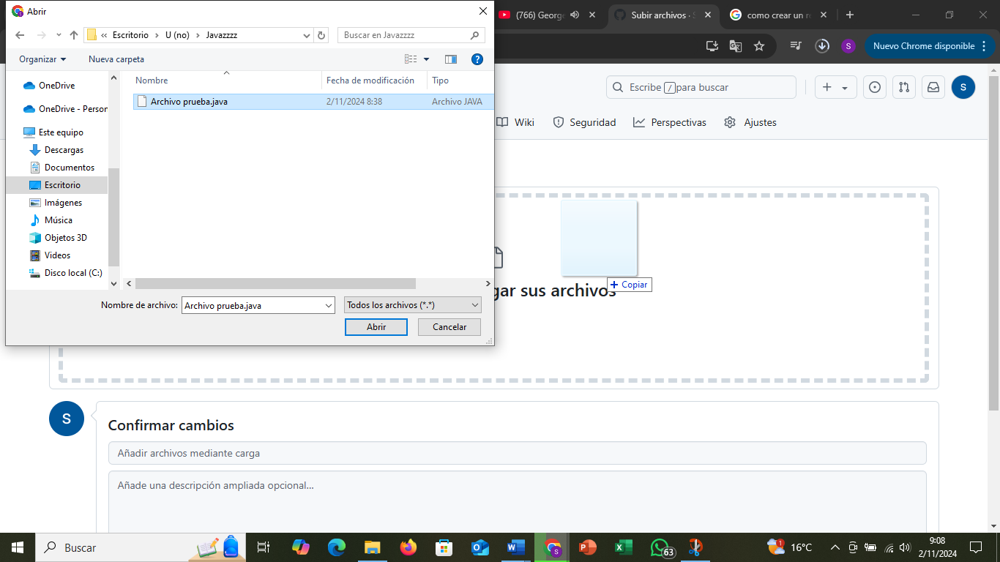 Abrir
(766) George
Subir archivos · S
como crear un re
Escritorio
U (no)
Javazzzz
Buscar en Javazzzz
Nuevo Chrome disponible
S
Organizar
Nueva carpeta
Nombre
Fecha de modificación
Tipo
Archivo prueba.java
2/11/2024 8:38
Archivo JAVA
OneDrive
OneDrive - Person
Este equipo
Descargas
Documentos
Escritorio
Imágenes
Música
Objetos 3D
Videos
Disco local (C:)
Nombre de archivo:
Archivo prueba.java
Todos los archivos (*.*)
Abrir
Cancelar
Escribe / para buscar
S
Wiki
Seguridad
Perspectivas
Ajustes
gar sus archivos
+ Copiar
S
Confirmar cambios
Añadir archivos mediante carga
Añade una descripción ampliada opcional...
Buscar
63
1
16°C
9:08
2/11/2024